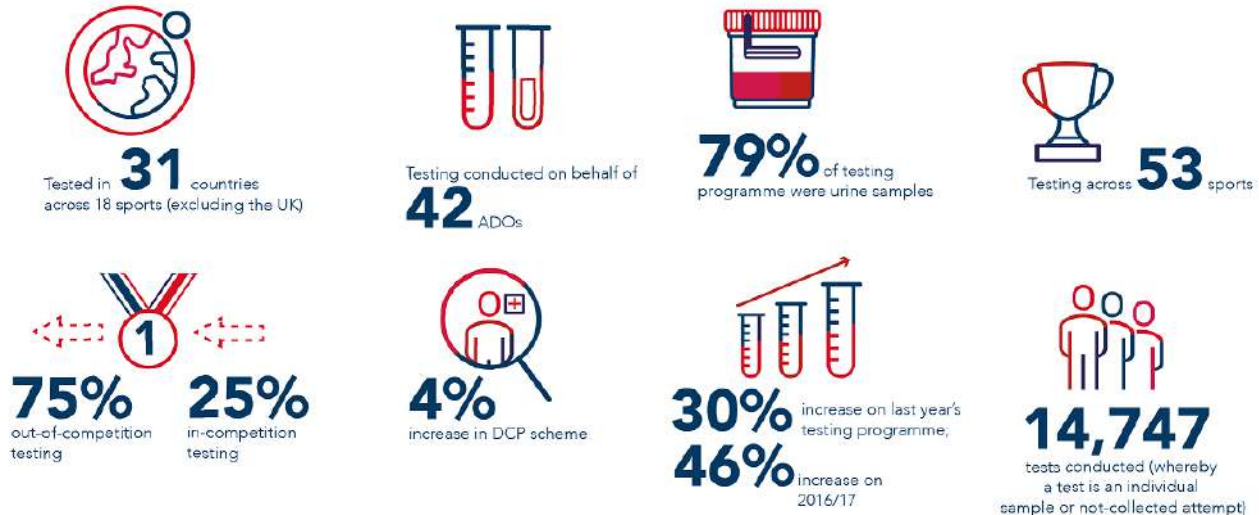 Tested in 31 countries
across 18 sports (excluding the UK)
Testing conducted on behalf of
42 ADOs
79% of testing
programme were urine samples
Testing across 53 sports
1
75%
out-of-competition
testing
25%
in-competition
testing
4%
increase in DCP scheme
30% increase on last year's
testing programme;
46% increase on
2016/17
14,747
tests conducted (whereby
a test is an individual
sample or not-collected attempt)